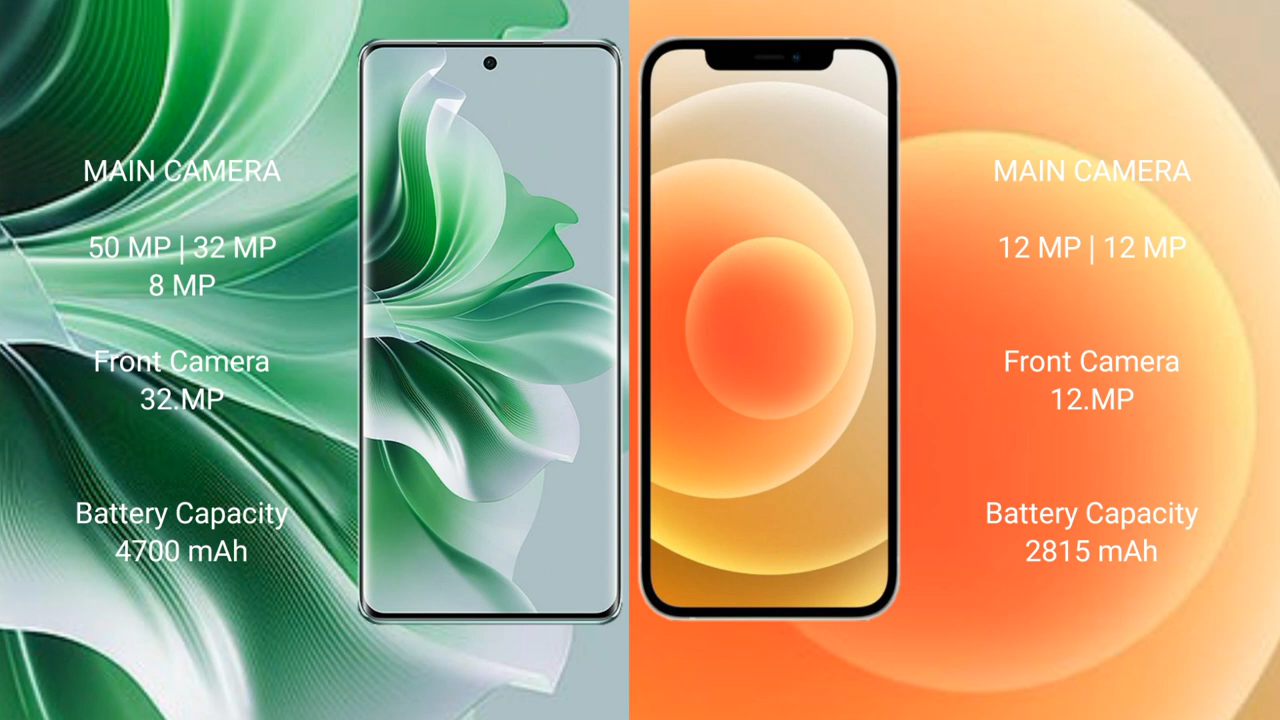 MAIN CAMERA
50 MP | 32 MP
8 MP
Front Camera
32.MP
Battery Capacity
4700 mAh
MAIN CAMERA
12 MP | 12 MP
Front Camera
12.MP
Battery Capacity
2815 mAh